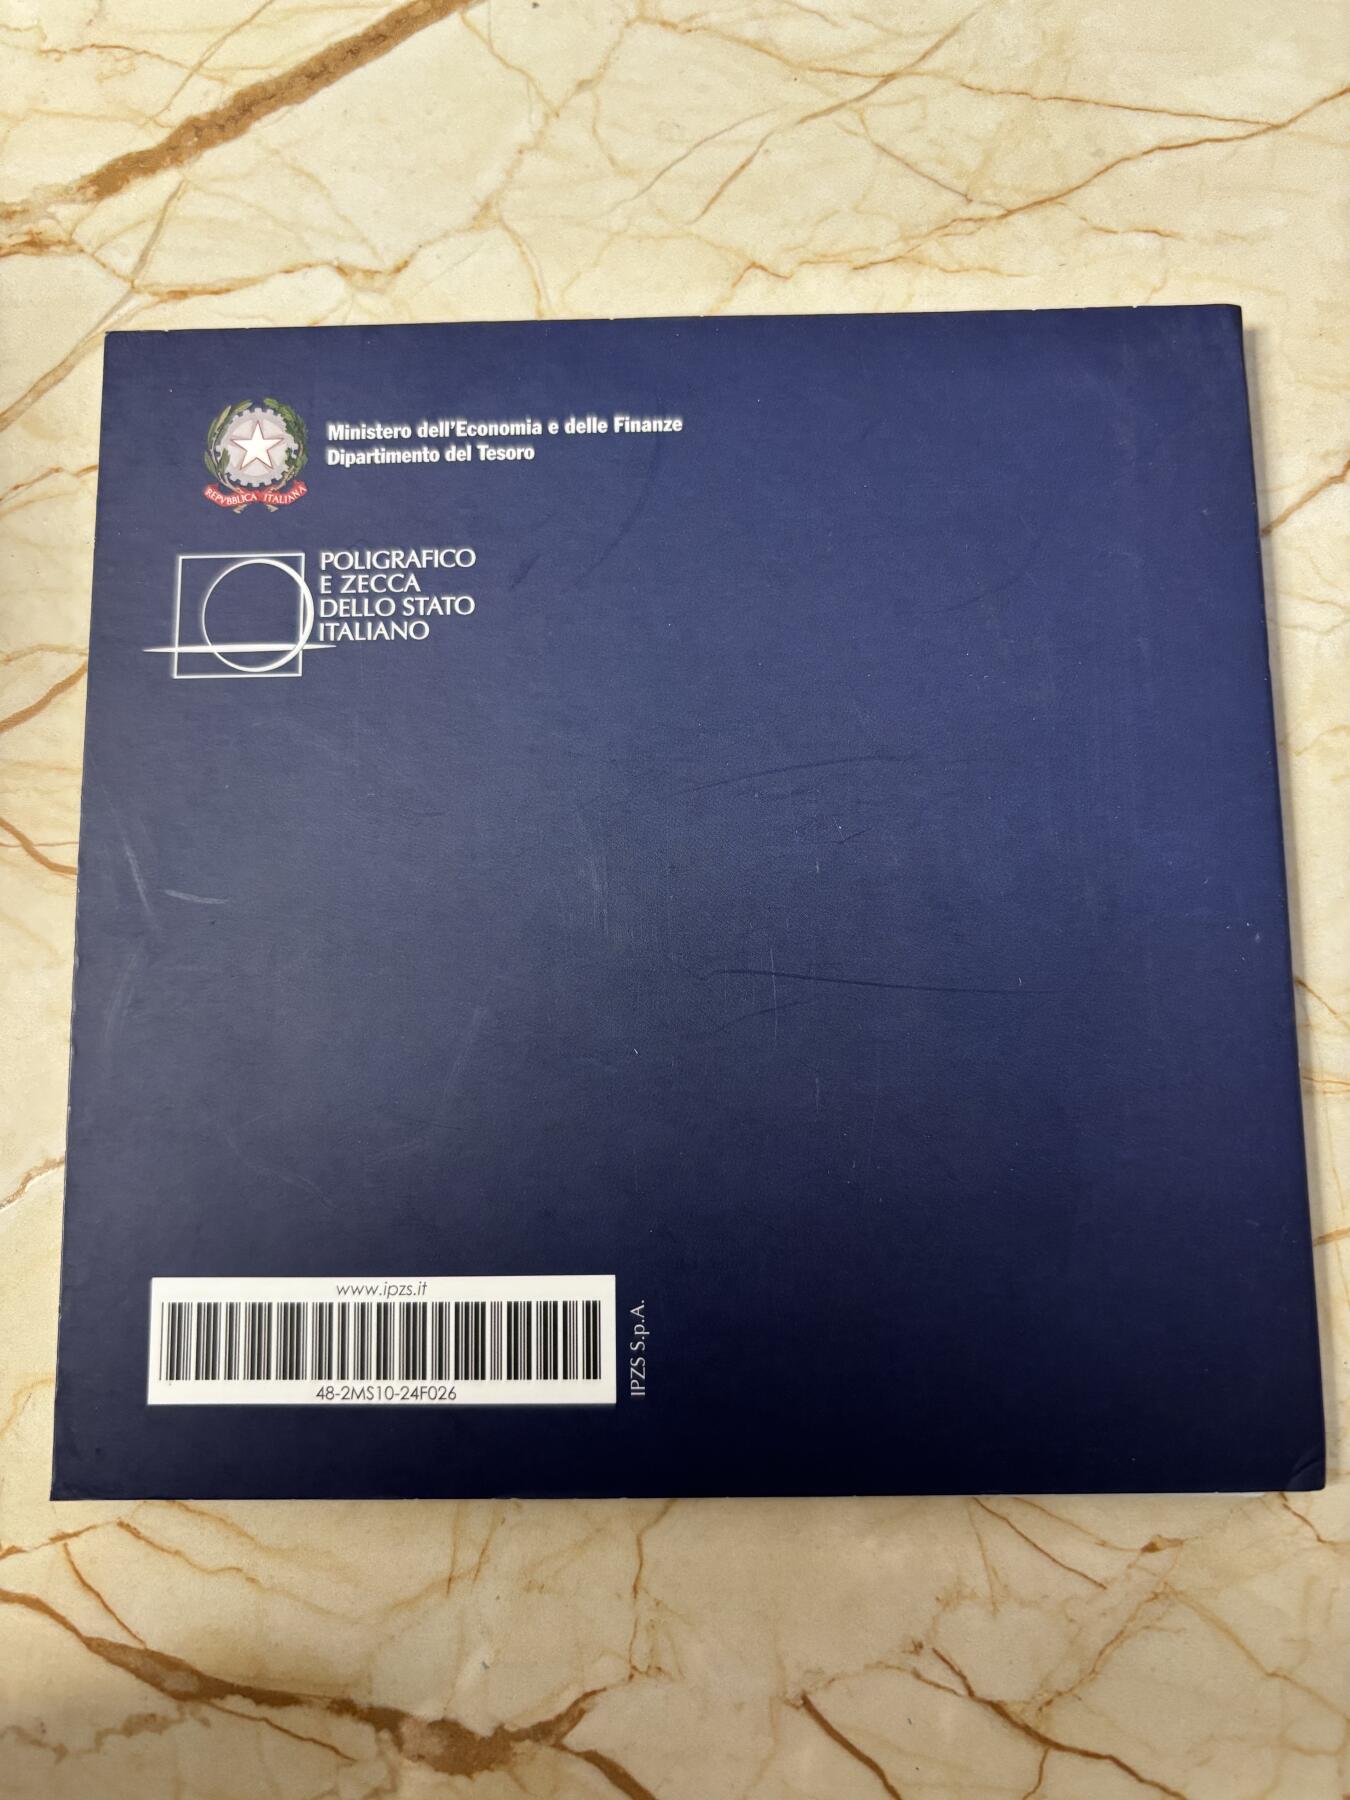 Ministero dell'Economia e delle Finanze
Dipartimento del Tesoro
REPVBBLICA ITALIANA
POLIGRAFICO
E ZECCA
DELLO STATO
ITALIANO
www.ipzs.it
48-2MS10-24F026
IPZS S.p.A.